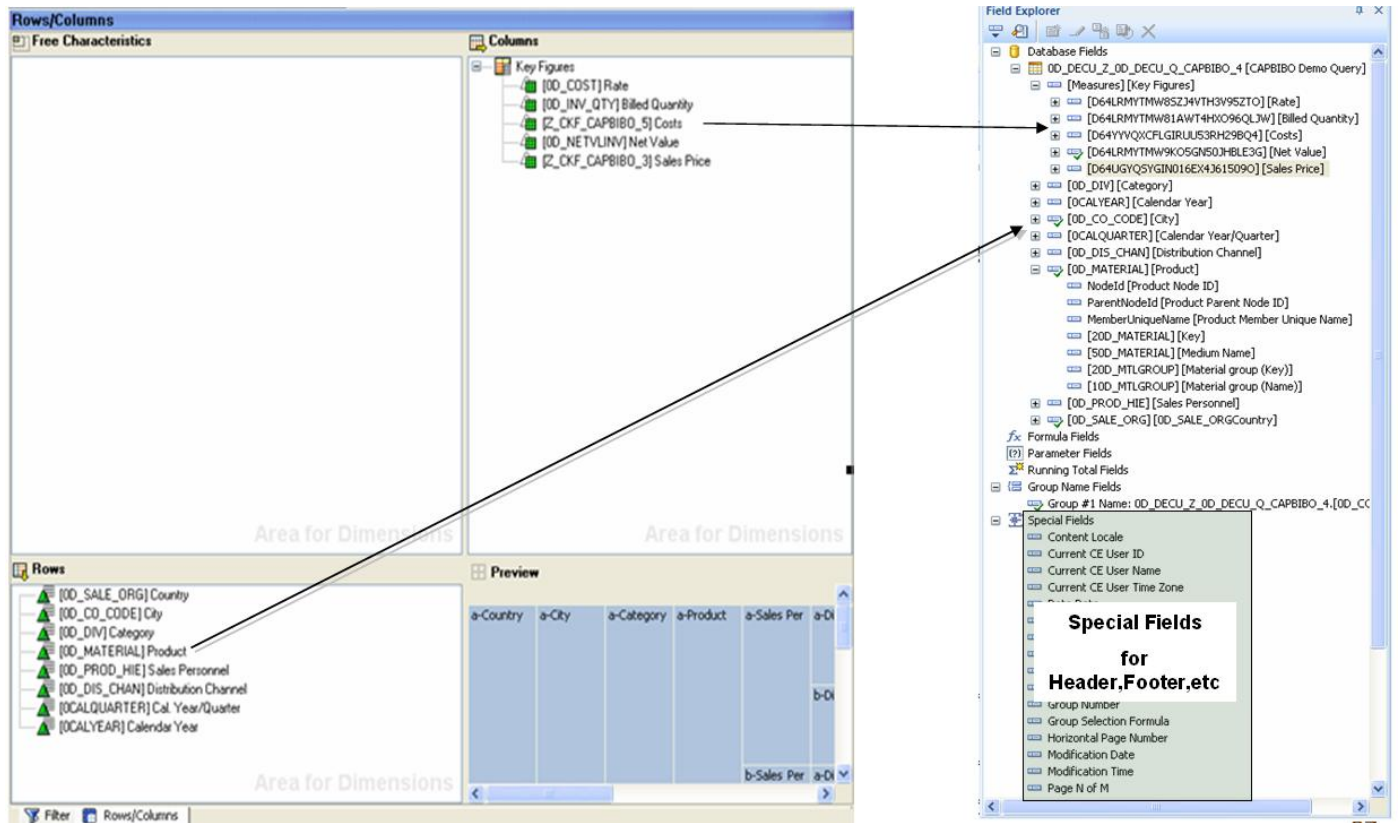 Rows/Columns
Free Characteristics
Columns
Key Figures
[0D_COST] Rate
[0D_INV_QTY] Billed Quantity
[Z_CKF_CAPBIBO_5] Costs
[0D_NETVLINV] Net Value
[Z_CKF_CAPBIBO_3] Sales Price
Area for Dimensions
Area for Dimensions
Rows
[0D_SALE_ORG] Country
[0D_CO_CODE] City
[0D_DIV] Category
[0D_MATERIAL] Product
[0D_PROD_HIE] Sales Personnel
[0D_DIS_CHAN] Distribution Channel
[0CALQUARTER] Cal. Year/Quarter
[0CALYEAR] Calendar Year
Area for Dimensions
Preview
a-Country a-City a-Category a-Product a-Sales Per a-Di
b-Di
b-Sales Per a-Di
Filter Rows/Columns
Field Explorer
Database Fields
0D_DECU_Z_0D_DECU_Q_CAPBIBO_4 [CAPBIBO Demo Query]
[Measures] [Key Figures]
[D64LRMYTMW8SZJ4VTH3V95ZTO] [Rate]
[D64LRMYTMW81AWT4HXO96QLJW] [Billed Quantity]
[D64YYVQXCFLGIRUU53RH29BQ4] [Costs]
[D64LRMYTMW9KO5GN50JHBLE3G] [Net Value]
[D64UGYQSYGIN016EX4J61509O] [Sales Price]
[0D_DIV] [Category]
[0CALYEAR] [Calendar Year]
[0D_CO_CODE] [City]
[0CALQUARTER] [Calendar Year/Quarter]
[0D_DIS_CHAN] [Distribution Channel]
[0D_MATERIAL] [Product]
NodeId [Product Node ID]
ParentNodeId [Product Parent Node ID]
MemberUniqueName [Product Member Unique Name]
[20D_MATERIAL] [Key]
[50D_MATERIAL] [Medium Name]
[20D_MTLGROUP] [Material group (Key)]
[10D_MTLGROUP] [Material group (Name)]
[0D_PROD_HIE] [Sales Personnel]
[0D_SALE_ORG] [0D_SALE_ORGCountry]
Formula Fields
Parameter Fields
Running Total Fields
Group Name Fields
Group #1 Name: 0D_DECU_Z_0D_DECU_Q_CAPBIBO_4.[0D_CC
Special Fields
Content Locale
Current CE User ID
Current CE User Name
Current CE User Time Zone
Special Fields
for
Header,Footer,etc
Group Number
Group Selection Formula
Horizontal Page Number
Modification Date
Modification Time
Page N of M